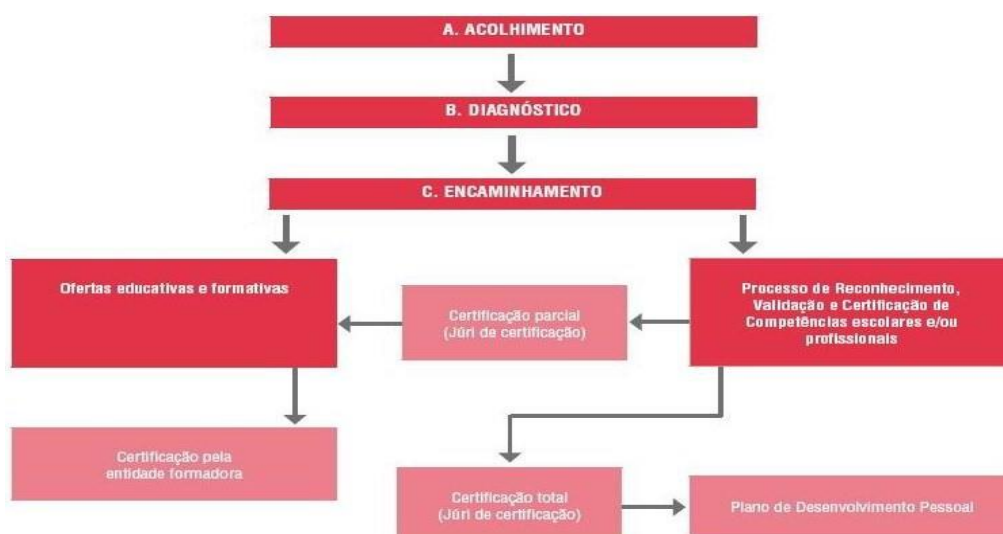 A. ACOLHIMENTO
B. DIAGNÓSTICO
C. ENCAMINHAMENTO
Ofertas educativas e formativas
Certificação parcial
(Júri de certificação)
Processo de Reconhecimento,
Validação e Certificação de
Competências escolares e/ou
profissionais
Certificação pela
entidade formadora
Certificação total
(Júri de certificação)
Plano de Desenvolvimento Pessoal